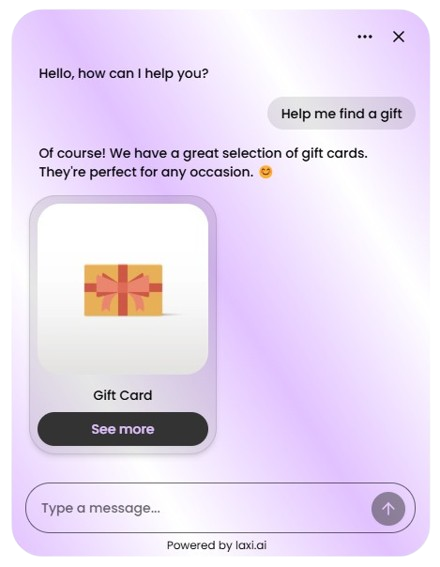 Hello, how can I help you?
Help me find a gift
Of course! We have a great selection of gift cards.
They're perfect for any occasion. 😊
Gift Card
See more
Type a message...
Powered by laxi.ai